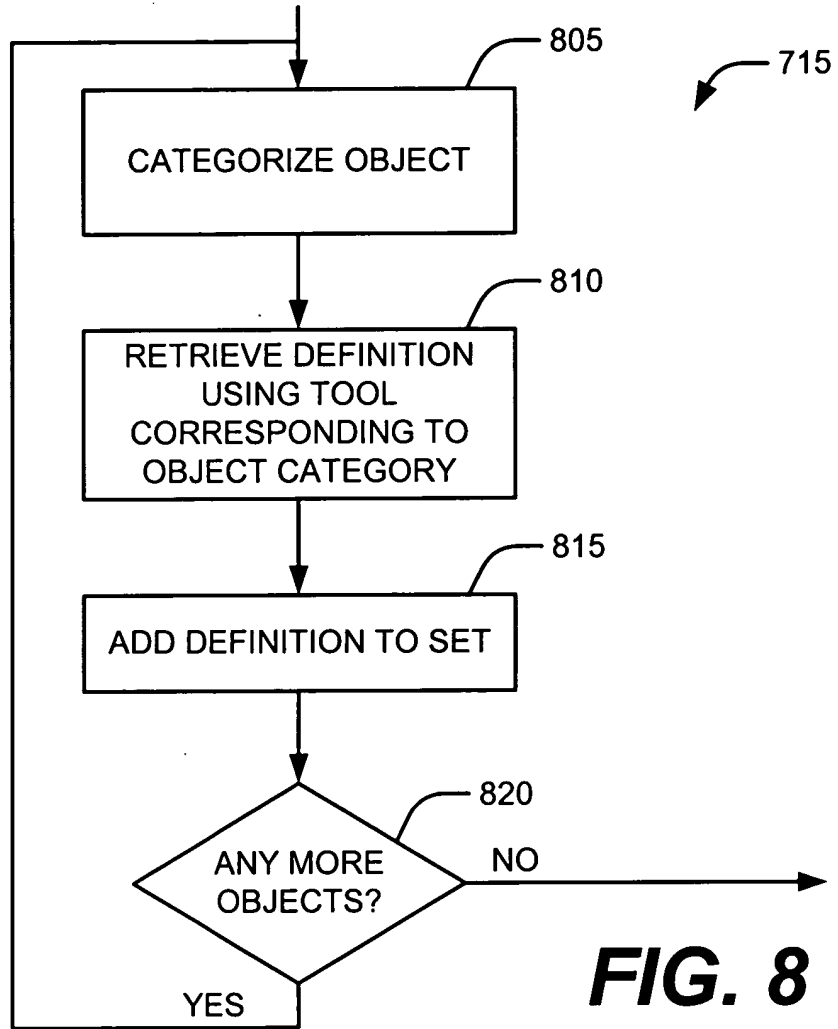 805
715
CATEGORIZE OBJECT
810
RETRIEVE DEFINITION
USING TOOL
CORRESPONDING TO
OBJECT CATEGORY
815
ADD DEFINITION TO SET
820
ANY MORE
OBJECTS?
NO
YES
FIG. 8